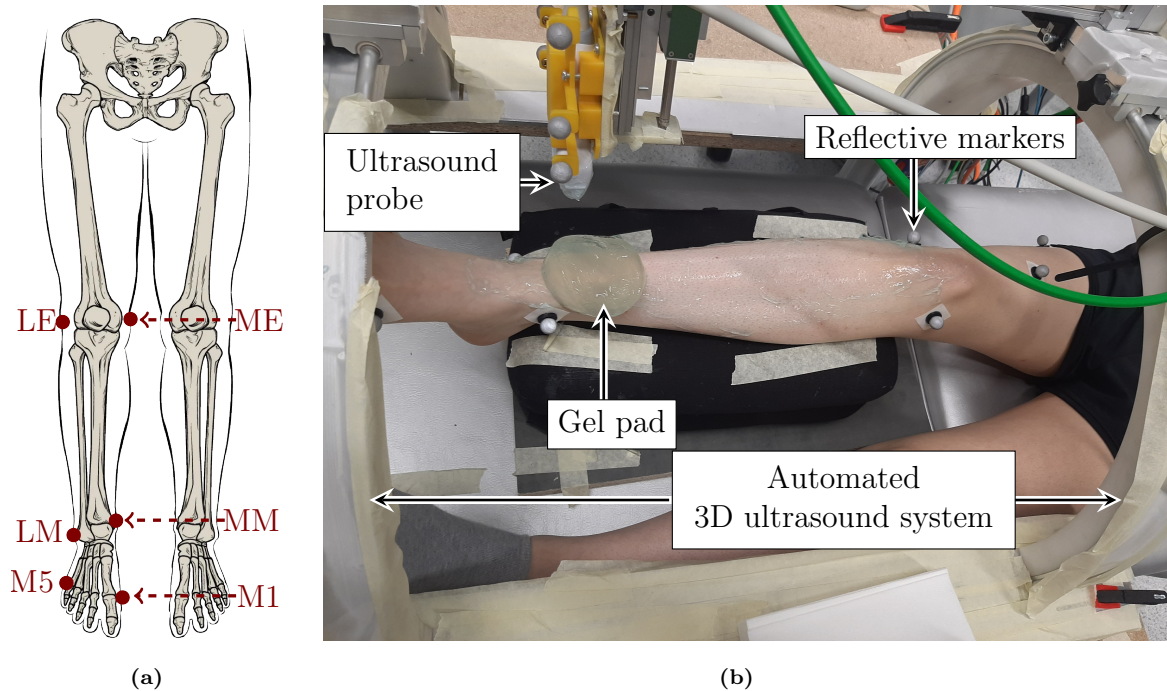 LE
ME
LM
MM
M5
M1
(a)
Ultrasound
probe
Reflective markers
Gel pad
Automated
3D ultrasound system
(b)